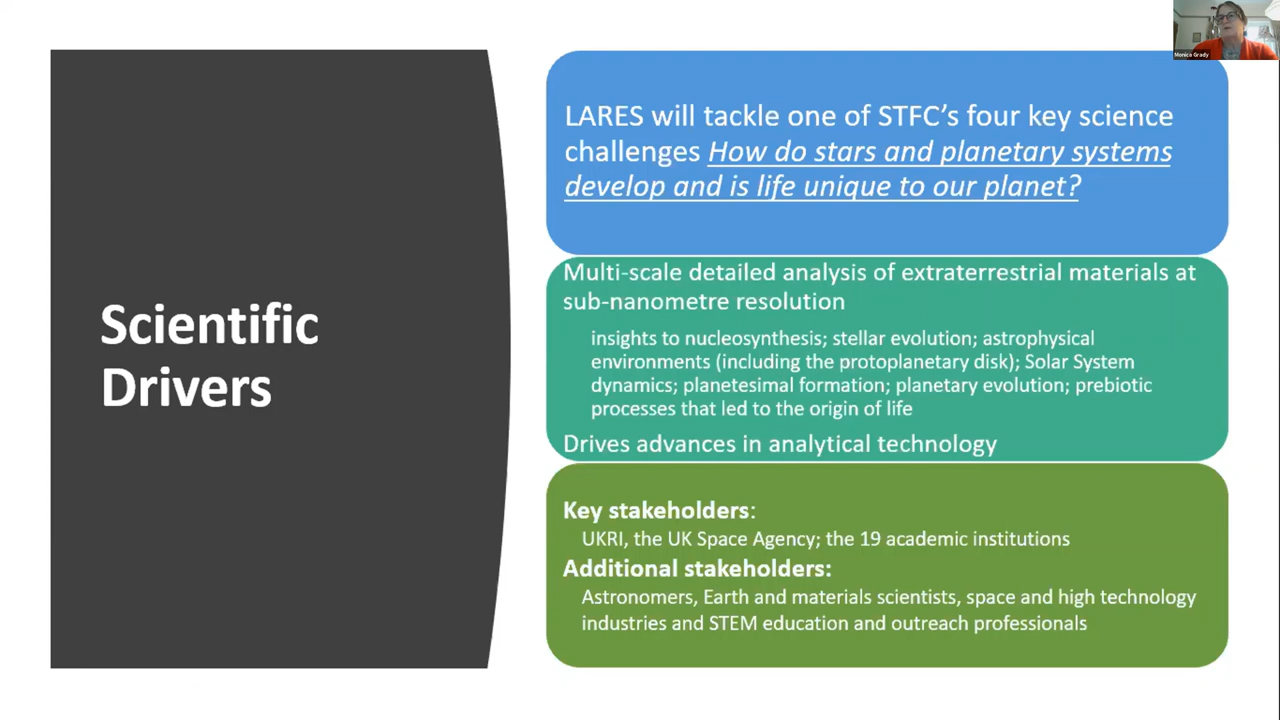 Monica Grady
Scientific
Drivers
LARES will tackle one of STFC’s four key science
challenges How do stars and planetary systems
develop and is life unique to our planet?
Multi-scale detailed analysis of extraterrestrial materials at
sub-nanometre resolution
insights to nucleosynthesis; stellar evolution; astrophysical
environments (including the protoplanetary disk); Solar System
dynamics; planetesimal formation; planetary evolution; prebiotic
processes that led to the origin of life
Drives advances in analytical technology
Key stakeholders:
UKRI, the UK Space Agency; the 19 academic institutions
Additional stakeholders:
Astronomers, Earth and materials scientists, space and high technology
industries and STEM education and outreach professionals